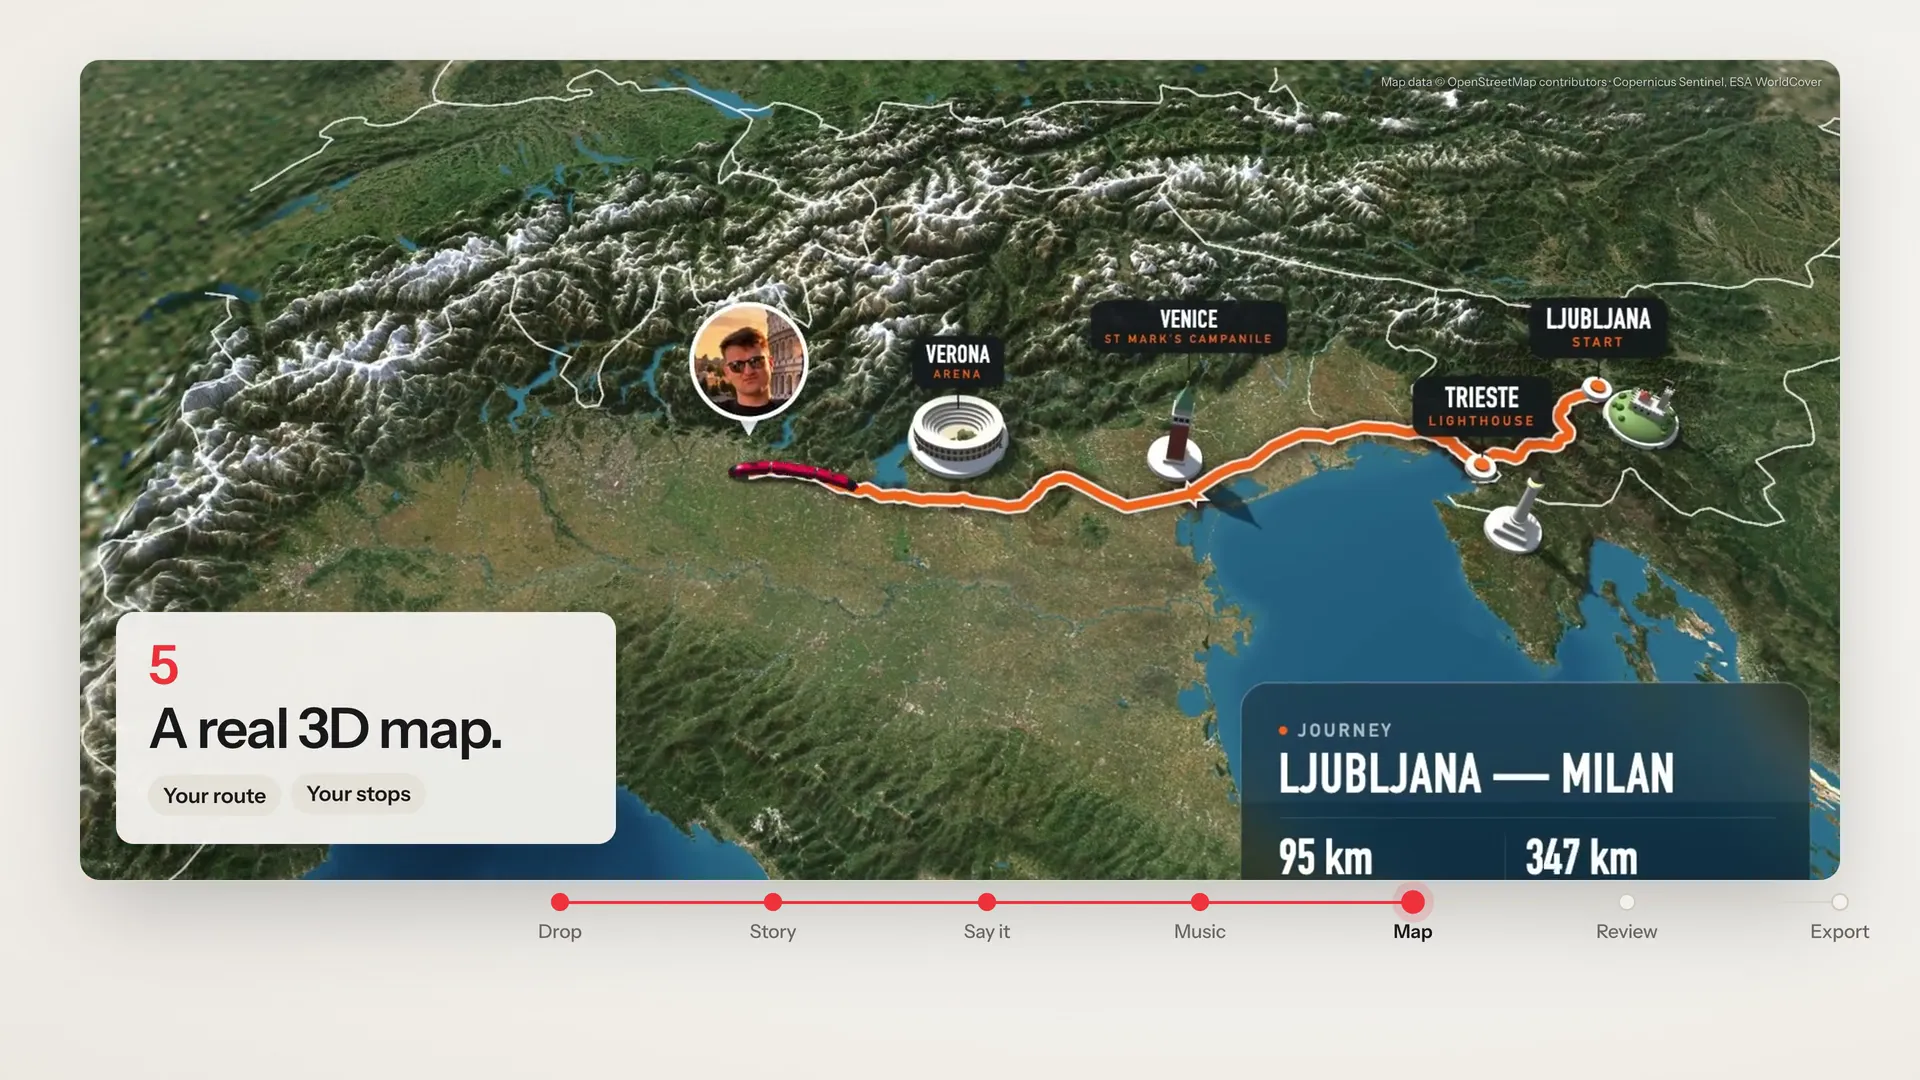 Map data © OpenStreetMap contributors · Copernicus Sentinel, ESA WorldCover
VENICE
ST MARK'S CAMPANILE
LJUBLJANA
START
VERONA
ARENA
TRIESTE
LIGHTHOUSE
5
A real 3D map.
Your route
Your stops
JOURNEY
LJUBLJANA — MILAN
95 km
347 km
Drop
Story
Say it
Music
Map
Review
Export